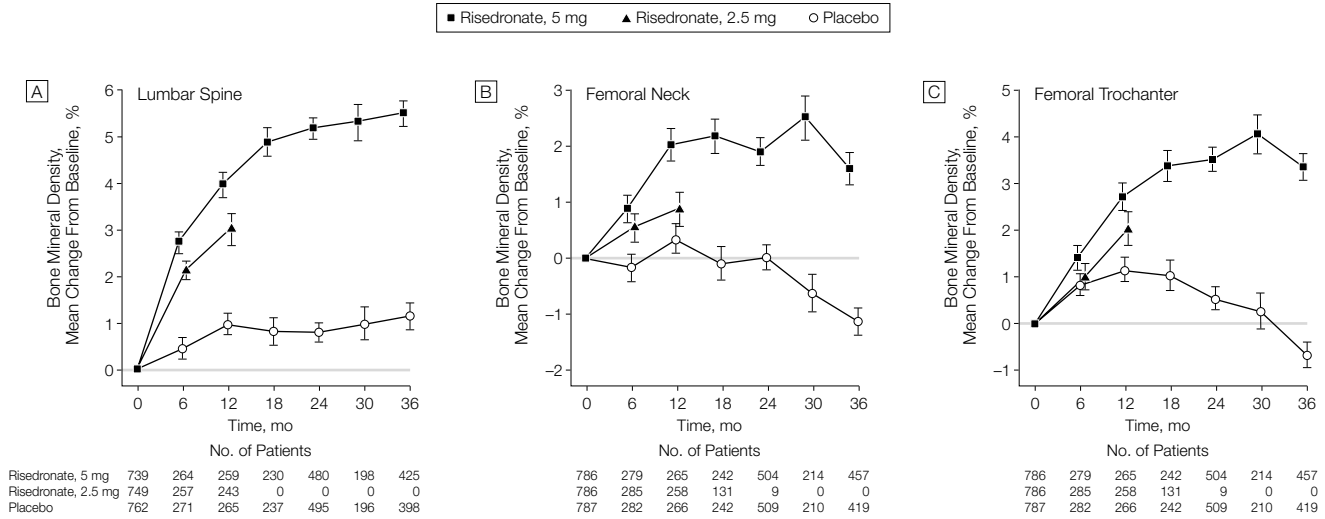 Risedronate, 5 mg Risedronate, 2.5 mg Placebo
A Lumbar Spine
Bone Mineral Density,
Mean Change From Baseline, %
6
5
4
3
2
1
0
0 6 12 18 24 30 36
Time, mo
B Femoral Neck
Bone Mineral Density,
Mean Change From Baseline, %
3
2
1
0
–1
–2
0 6 12 18 24 30 36
Time, mo
C Femoral Trochanter
Bone Mineral Density,
Mean Change From Baseline, %
5
4
3
2
1
0
–1
0 6 12 18 24 30 36
Time, mo
No. of Patients No. of Patients No. of Patients
Risedronate, 5 mg 739 264 259 230 480 198 425 786 279 265 242 504 214 457 786 279 265 242 504 214 457
Risedronate, 2.5 mg 749 257 243 0 0 0 0 786 285 258 131 9 0 0 786 285 258 131 9 0 0
Placebo 762 271 265 237 495 196 398 787 282 266 242 509 210 419 787 282 266 242 509 210 419